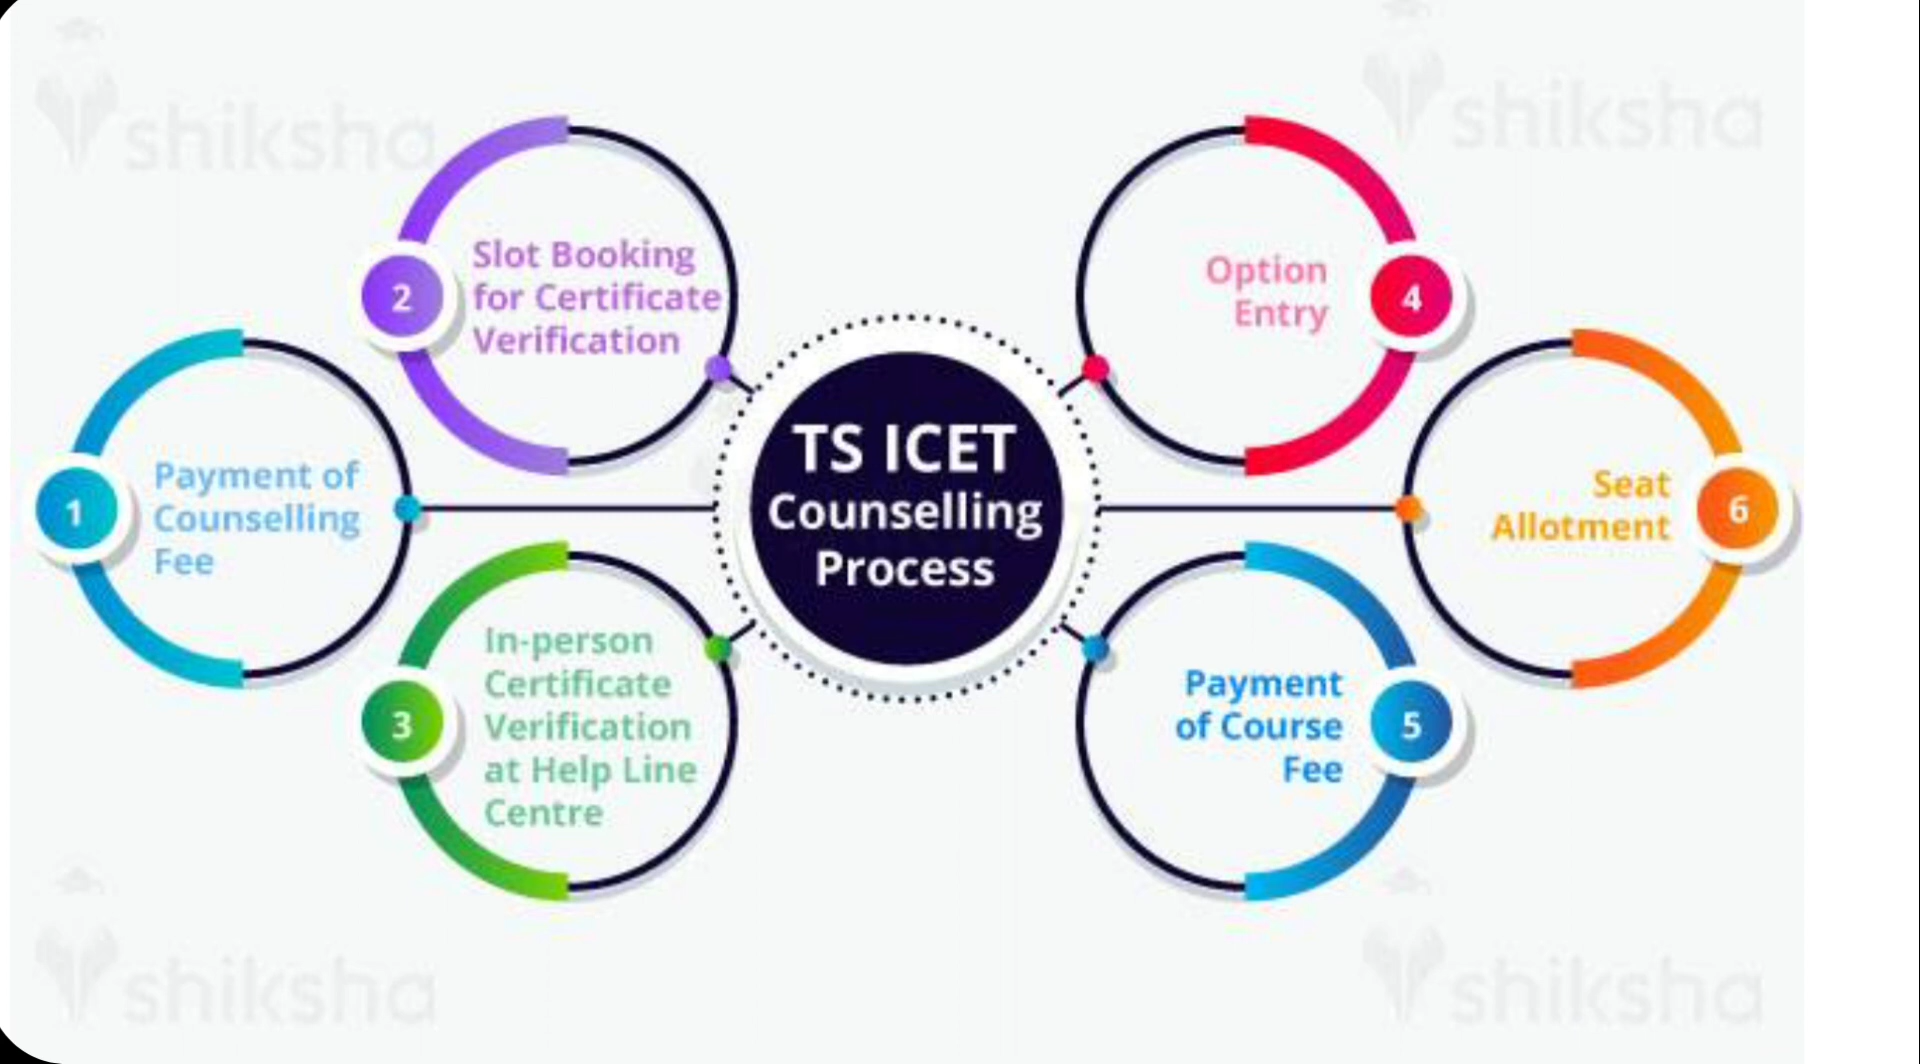 shiksha
shiksha
1
Payment of
Counselling
Fee
2
Slot Booking
for Certificate
Verification
3
In-person
Certificate
Verification
at Help Line
Centre
TS ICET
Counselling
Process
4
Option
Entry
5
Payment
of Course
Fee
6
Seat
Allotment
shiksha
shiksha